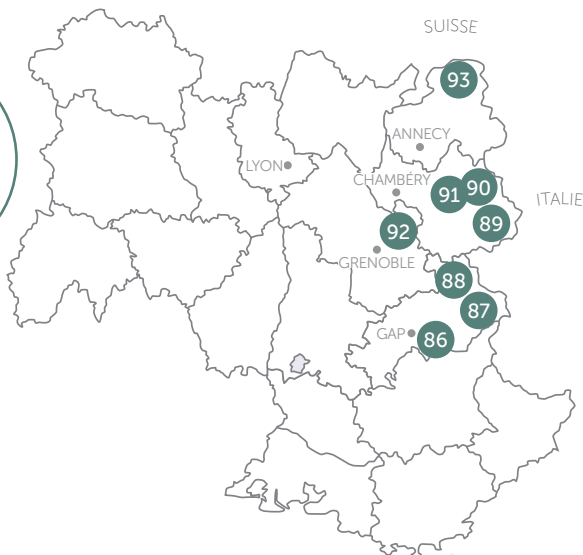 SUISSE
93
ANNECY
LYON
CHAMBÉRY
91
90
ITALIE
89
92
GRENOBLE
88
87
GAP
86